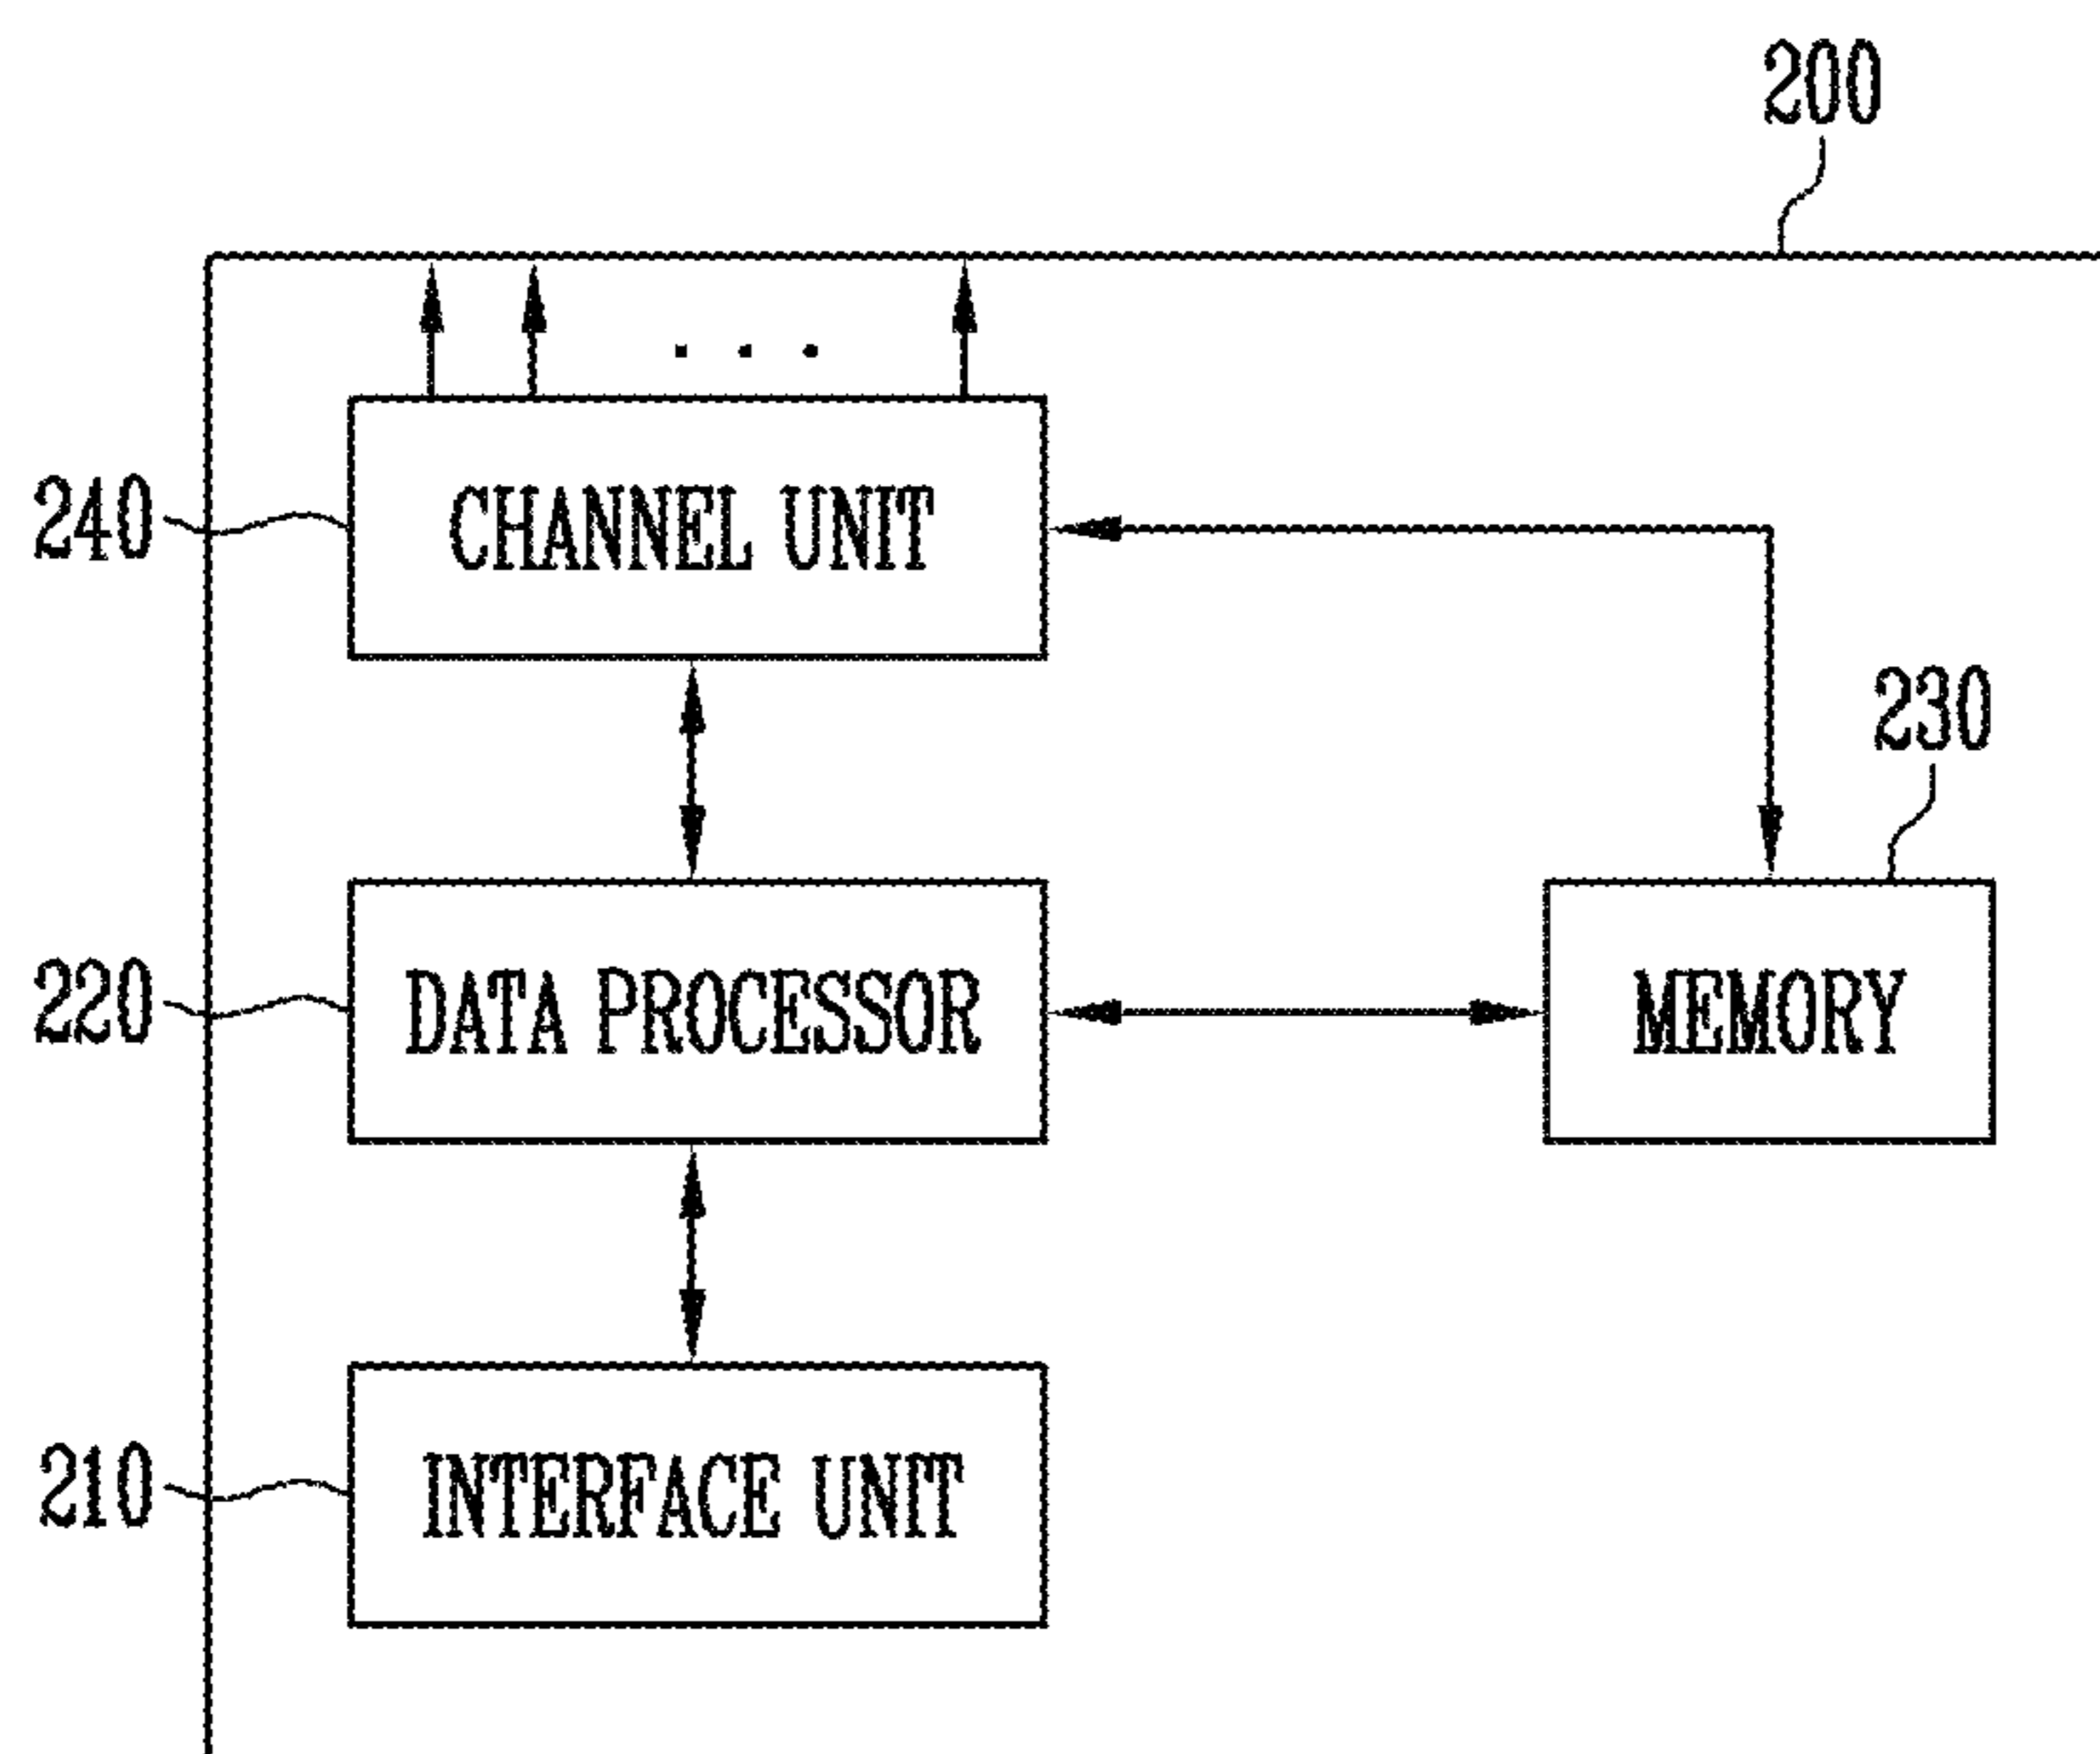 200
240
CHANNEL UNIT
230
220
DATA PROCESSOR
MEMORY
210
INTERFACE UNIT